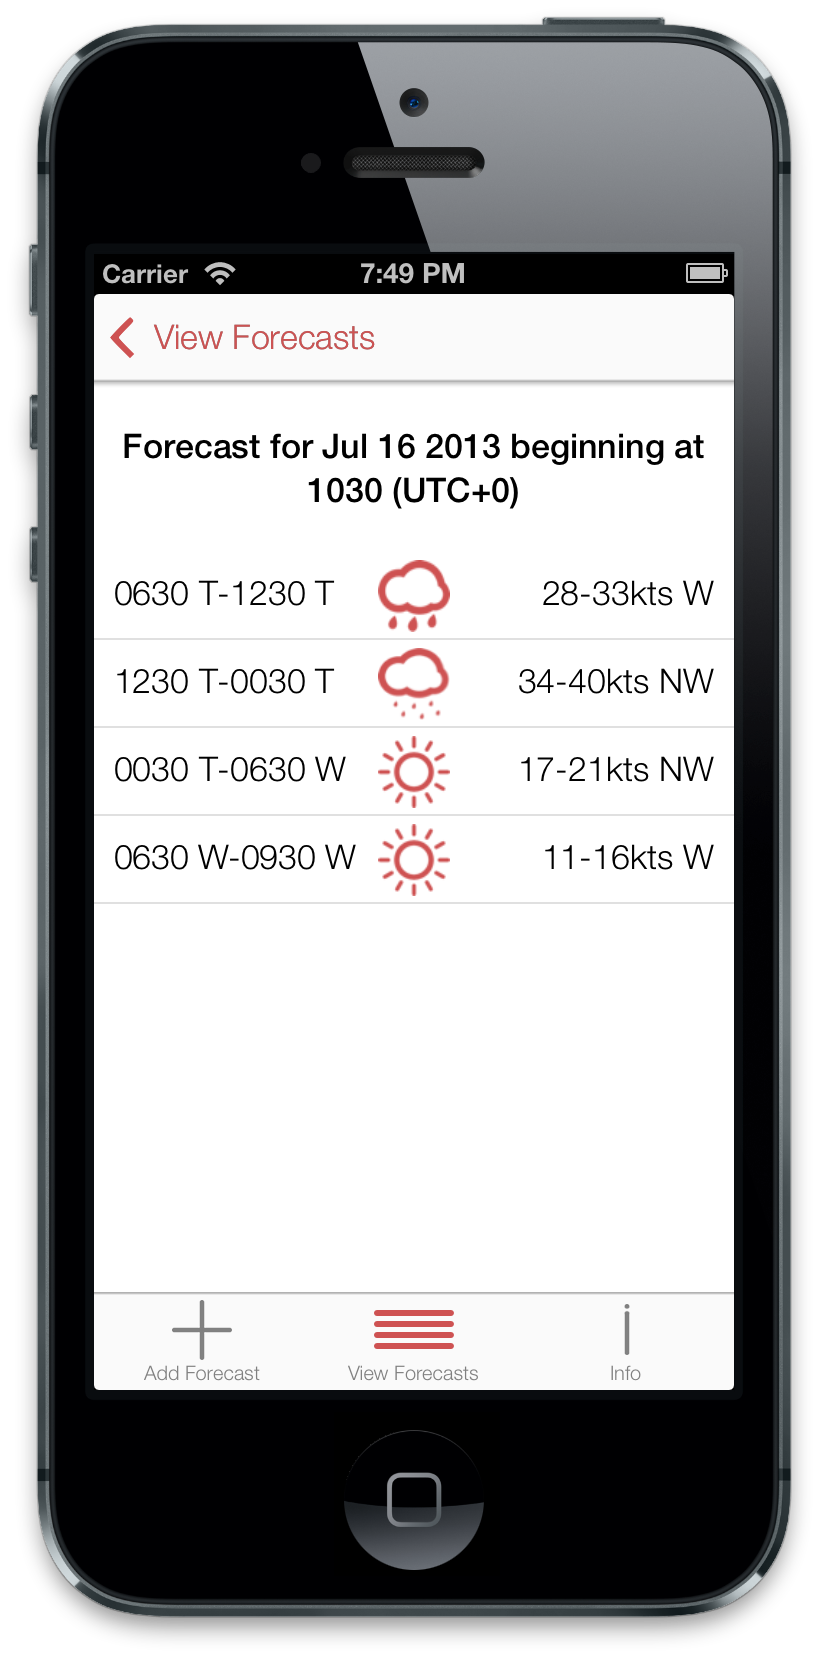 Carrier
7:49 PM
View Forecasts
Forecast for Jul 16 2013 beginning at
1030 (UTC+0)
0630 T-1230 T 28-33kts W
1230 T-0030 T 34-40kts NW
0030 T-0630 W 17-21kts NW
0630 W-0930 W 11-16kts W
Add Forecast View Forecasts Info